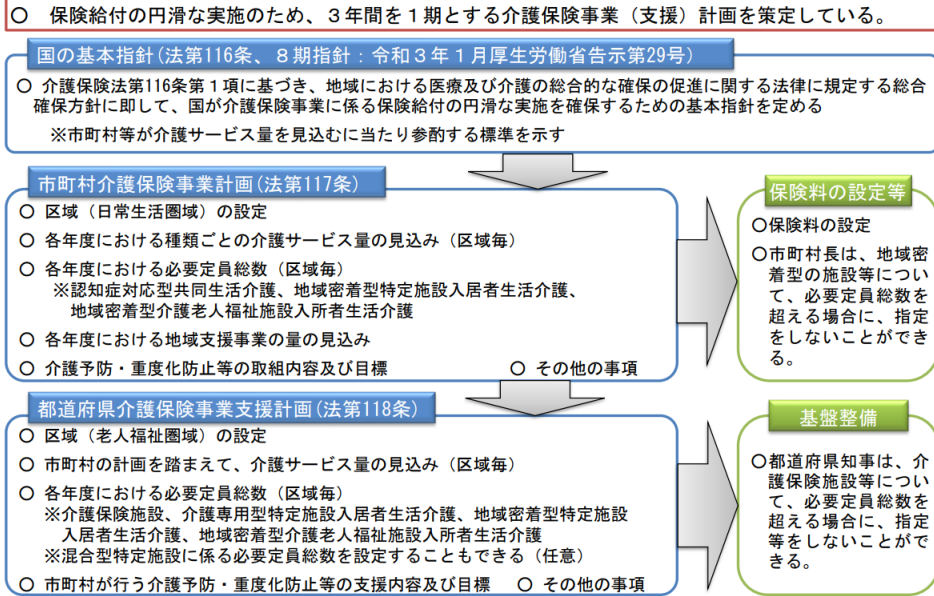 ○ 保険給付の円滑な実施のため、３年間を１期とする介護保険事業（支援）計画を策定している。
国の基本指針(法第116条、８期指針：令和３年１月厚生労働省告示第29号)
○ 介護保険法第116条第１項に基づき、地域における医療及び介護の総合的な確保の促進に関する法律に規定する総合
確保方針に即して、国が介護保険事業に係る保険給付の円滑な実施を確保するための基本指針を定める
※市町村等が介護サービス量を見込むに当たり参酌する標準を示す
市町村介護保険事業計画(法第117条)
○ 区域（日常生活圏域）の設定
○ 各年度における種類ごとの介護サービス量の見込み（区域毎）
○ 各年度における必要定員総数（区域毎）
※認知症対応型共同生活介護、地域密着型特定施設入居者生活介護、
地域密着型介護老人福祉施設入所者生活介護
○ 各年度における地域支援事業の量の見込み
○ 介護予防・重度化防止等の取組内容及び目標 ○ その他の事項
保険料の設定等
○保険料の設定
○市町村長は、地域密
着型の施設等につい
て、必要定員総数を
超える場合に、指定
をしないことができ
る。
都道府県介護保険事業支援計画(法第118条)
○ 区域（老人福祉圏域）の設定
○ 市町村の計画を踏まえて、介護サービス量の見込み（区域毎）
○ 各年度における必要定員総数（区域毎）
※介護保険施設、介護専用型特定施設入居者生活介護、地域密着型特定施設
入居者生活介護、地域密着型介護老人福祉施設入所者生活介護
※混合型特定施設に係る必要定員総数を設定することもできる（任意）
○ 市町村が行う介護予防・重度化防止等の支援内容及び目標 ○ その他の事項
基盤整備
○都道府県知事は、介
護保険施設等につい
て、必要定員総数を
超える場合に、指定
等をしないことがで
きる。